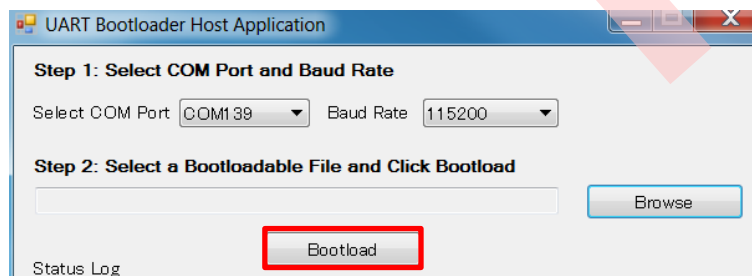 UART Bootloader Host Application
Step 1: Select COM Port and Baud Rate
Select COM Port COM139 Baud Rate 115200
Step 2: Select a Bootloadable File and Click Bootload
Browse
Bootload
Status Log